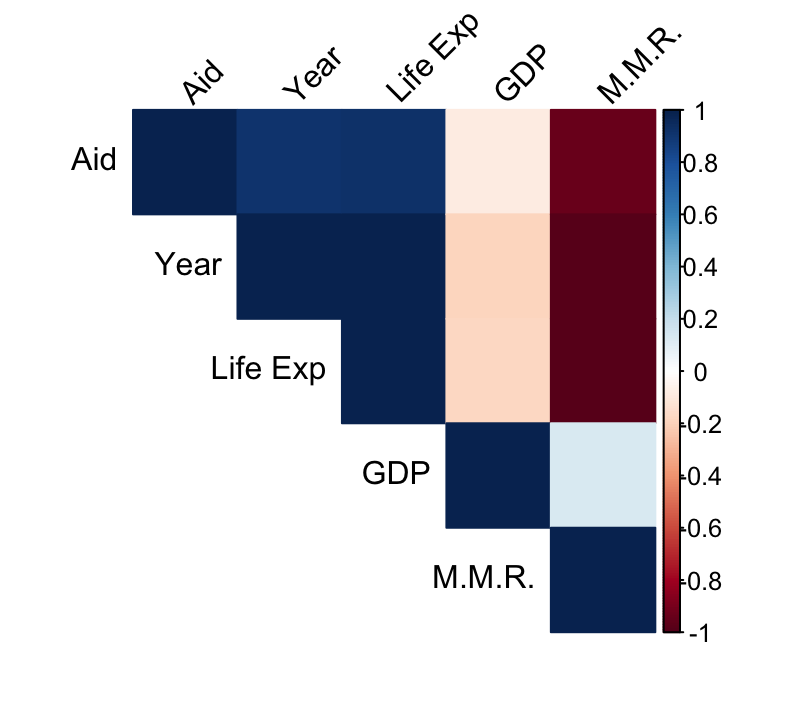 Aid
Year
Life Exp
GDP
M.M.R.
Aid
Year
Life Exp
GDP
M.M.R.
1
0.8
0.6
0.4
0.2
0
-0.2
-0.4
-0.6
-0.8
-1